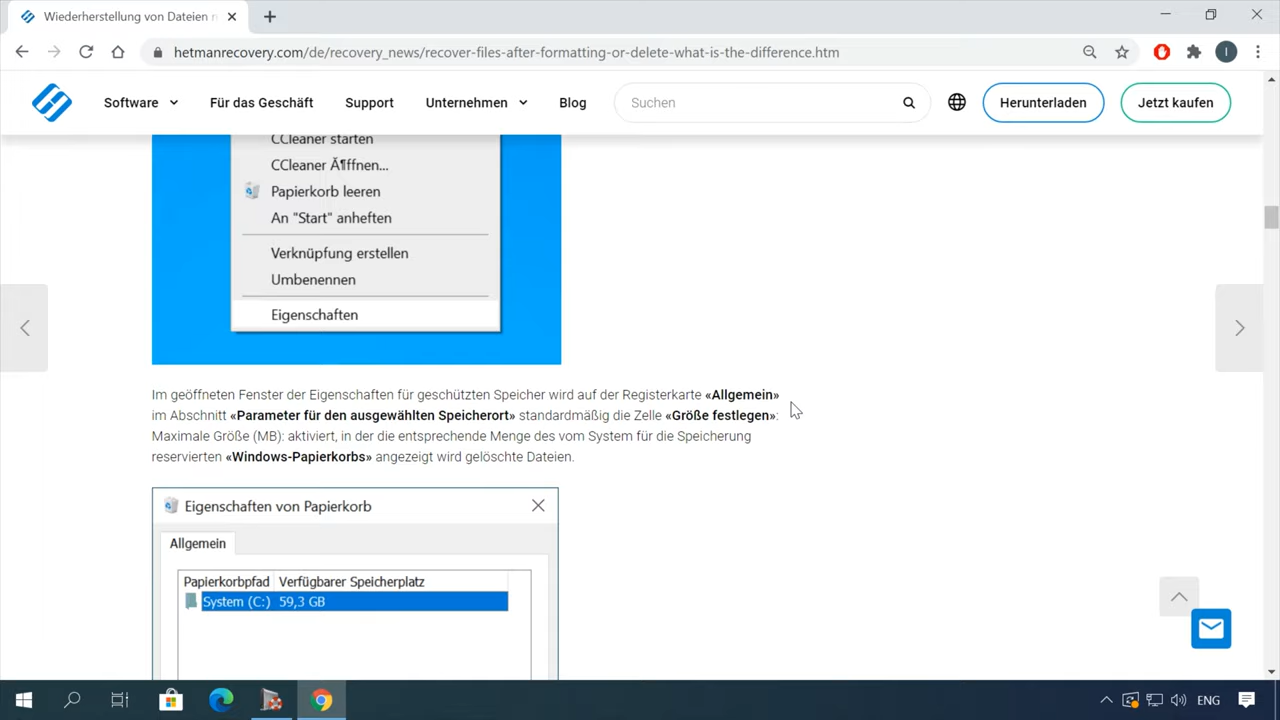 Wiederherstellung von Dateien n
hetmanrecovery.com/de/recovery_news/recover-files-after-formatting-or-delete-what-is-the-difference.htm
I
Software
Für das Geschäft
Support
Unternehmen
Blog
Suchen
Herunterladen
Jetzt kaufen
CCleaner starten
CCleaner Ă¶ffnen...
Papierkorb leeren
An "Start" anheften
Verknüpfung erstellen
Umbenennen
Eigenschaften
Im geöffneten Fenster der Eigenschaften für geschützten Speicher wird auf der Registerkarte «Allgemein»
im Abschnitt «Parameter für den ausgewählten Speicherort» standardmäßig die Zelle «Größe festlegen»:
Maximale Größe (MB): aktiviert, in der die entsprechende Menge des vom System für die Speicherung
reservierten «Windows-Papierkorbs» angezeigt wird gelöschte Dateien.
Eigenschaften von Papierkorb
Allgemein
Papierkorbpfad Verfügbarer Speicherplatz
System (C:) 59,3 GB
ENG